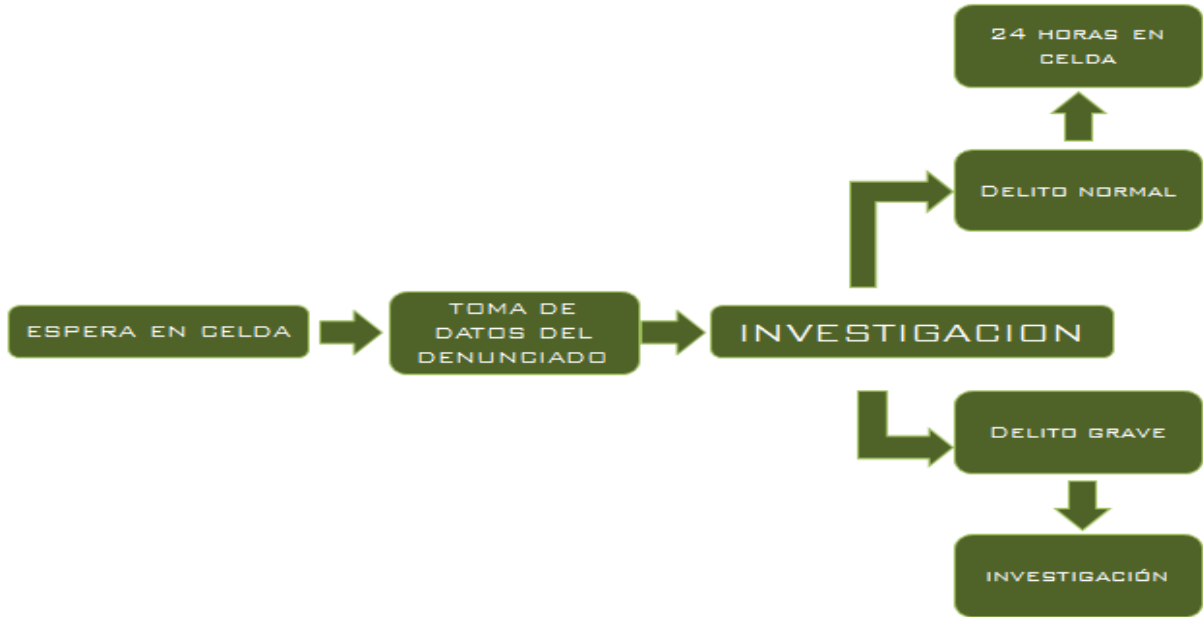 24 HORAS EN
CELDA
DELITO NORMAL
ESPERA EN CELDA
TOMA DE
DATOS DEL
DENUNCIADO
INVESTIGACION
DELITO GRAVE
INVESTIGACIÓN